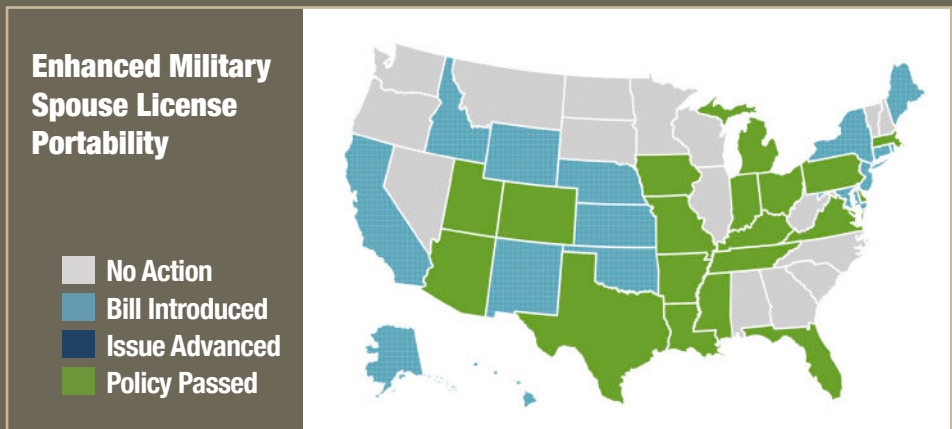 Enhanced Military
Spouse License
Portability
No Action
Bill Introduced
Issue Advanced
Policy Passed